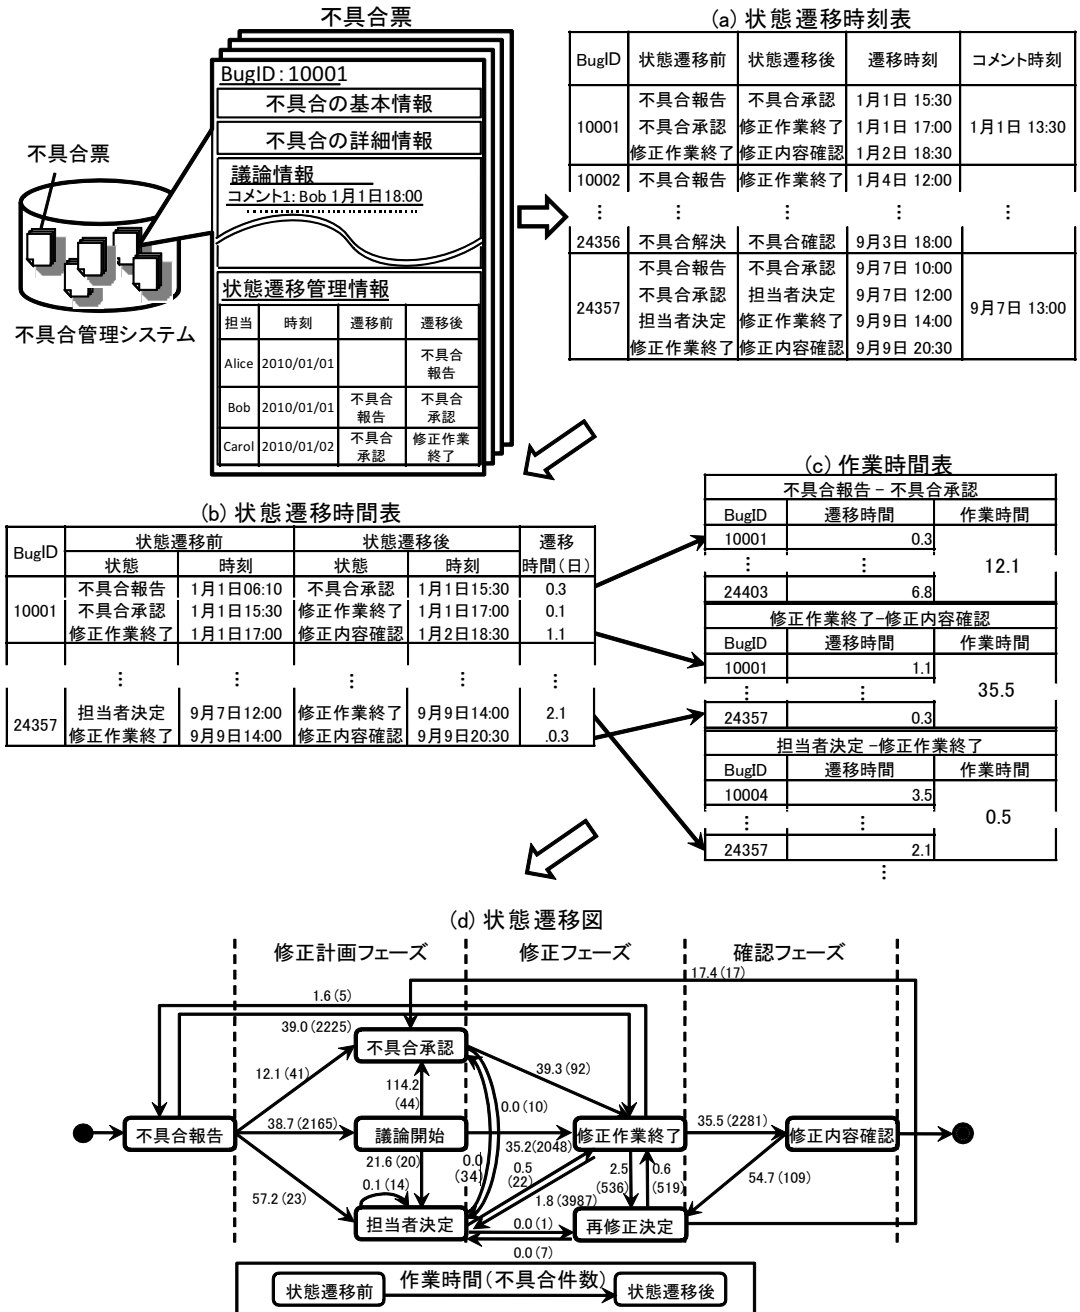 不具合票
BugID：10001
不具合の基本情報
不具合の詳細情報
議論情報
コメント1: Bob 1月1日18:00
状態遷移管理情報
担当 時刻 遷移前 遷移後
Alice 2010/01/01 不具合報告
Bob 2010/01/01 不具合報告 不具合承認
Carol 2010/01/02 不具合承認 修正作業終了
不具合票
不具合管理システム
(a) 状態遷移時刻表
BugID 状態遷移前 状態遷移後 遷移時刻 コメント時刻
不具合報告 不具合承認 1月1日 15:30
10001 不具合承認 修正作業終了 1月1日 17:00 1月1日 13:30
修正作業終了 修正内容確認 1月2日 18:30
10002 不具合報告 修正作業終了 1月4日 12:00
⋮ ⋮ ⋮ ⋮ ⋮
24356 不具合解決 不具合確認 9月3日 18:00
不具合報告 不具合承認 9月7日 10:00
不具合承認 担当者決定 9月7日 12:00
24357 担当者決定 修正作業終了 9月9日 14:00 9月7日 13:00
修正作業終了 修正内容確認 9月9日 20:30
(b) 状態遷移時間表
BugID 状態遷移前 状態遷移後 遷移時間（日）
状態 時刻 状態 時刻
不具合報告 1月1日06:10 不具合承認 1月1日15:30 0.3
10001 不具合承認 1月1日15:30 修正作業終了 1月1日17:00 0.1
修正作業終了 1月1日17:00 修正内容確認 1月2日18:30 1.1
⋮ ⋮ ⋮ ⋮ ⋮
24357 担当者決定 9月7日12:00 修正作業終了 9月9日14:00 2.1
修正作業終了 9月9日14:00 修正内容確認 9月9日20:30 .0.3
(c) 作業時間表
不具合報告 – 不具合承認
BugID 遷移時間 作業時間
10001 0.3
⋮ ⋮ 12.1
24403 6.8
修正作業終了-修正内容確認
BugID 遷移時間 作業時間
10001 1.1
⋮ ⋮ 35.5
24357 0.3
担当者決定 -修正作業終了
BugID 遷移時間 作業時間
10004 3.5
⋮ ⋮ 0.5
24357 2.1
⋮
(d) 状態遷移図
修正計画フェーズ 修正フェーズ 確認フェーズ
17.4 (17)
1.6 (5)
39.0 (2225)
不具合承認
12.1 (41)
114.2
(44)
39.3 (92)
0.0 (10)
38.7 (2165)
35.5 (2281)
不具合報告
議論開始
修正作業終了
修正内容確認
35.2(2048)
21.6 (20)
0.0
(34)
0.5
(22)
2.5
(536)
0.6
(519)
54.7 (109)
0.1 (14)
57.2 (23)
1.8 (3987)
担当者決定
0.0 (1)
再修正決定
0.0 (7)
状態遷移前 作業時間（不具合件数） 状態遷移後